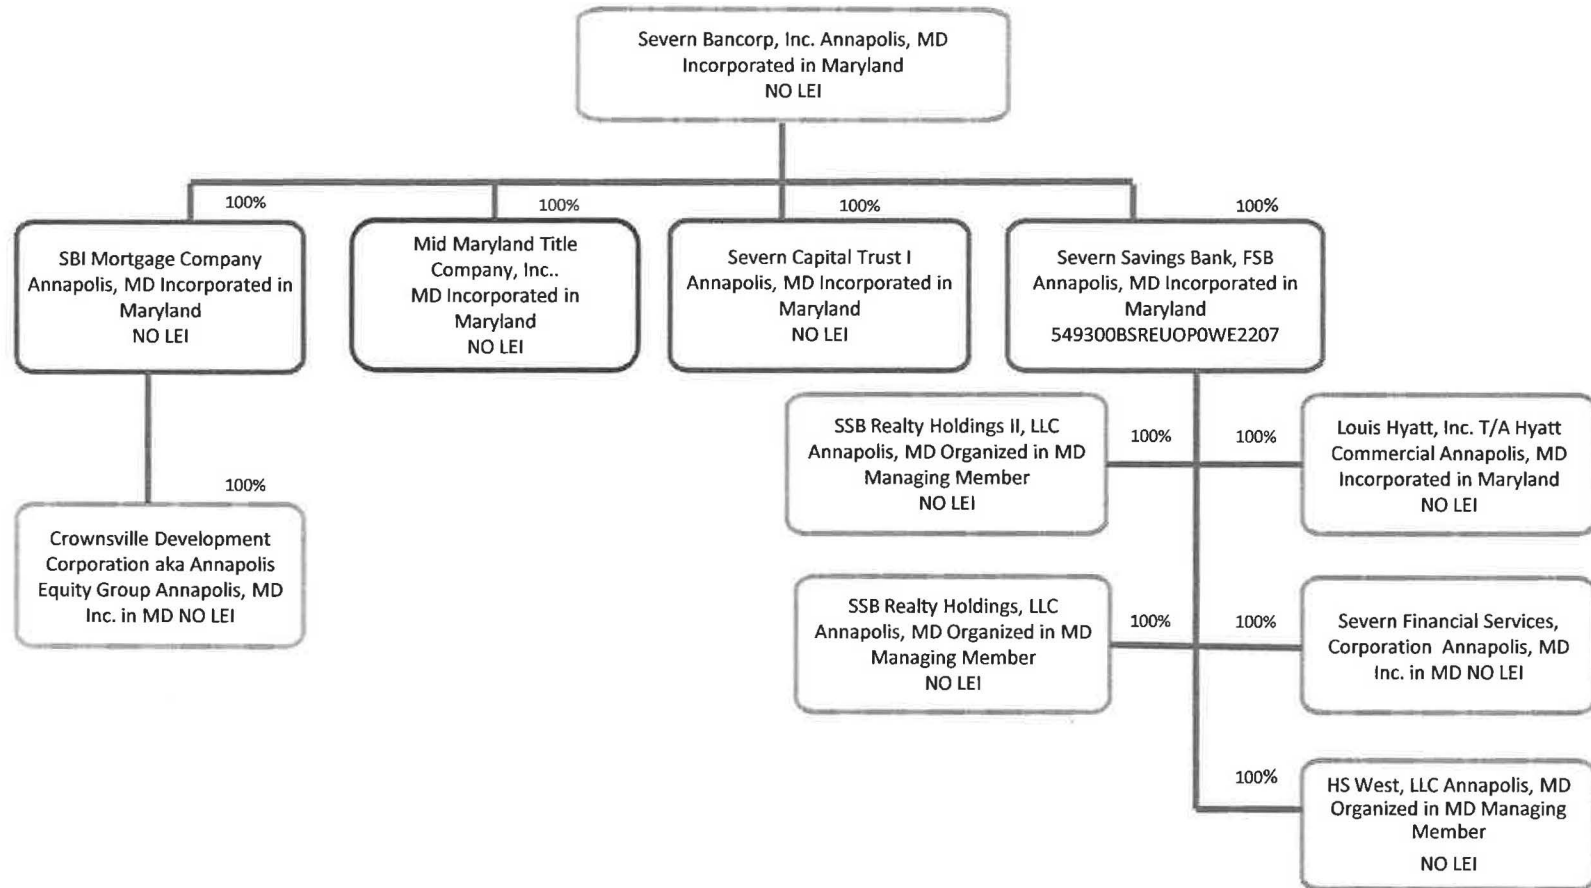 Severn Bancorp, Inc. Annapolis, MD
Incorporated in Maryland
NO LEI
100%
100%
100%
100%
SBI Mortgage Company
Annapolis, MD Incorporated in
Maryland
NO LEI
Mid Maryland Title
Company, Inc..
MD Incorporated in
Maryland
NO LEI
Severn Capital Trust I
Annapolis, MD Incorporated in
Maryland
NO LEI
Severn Savings Bank, FSB
Annapolis, MD Incorporated in
Maryland
549300BSREUOP0WE2207
100%
Crownsville Development
Corporation aka Annapolis
Equity Group Annapolis, MD
Inc. in MD NO LEI
SSB Realty Holdings II, LLC
Annapolis, MD Organized in MD
Managing Member
NO LEI
100%
100%
Louis Hyatt, Inc. T/A Hyatt
Commercial Annapolis, MD
Incorporated in Maryland
NO LEI
SSB Realty Holdings, LLC
Annapolis, MD Organized in MD
Managing Member
NO LEI
100%
100%
Severn Financial Services,
Corporation Annapolis, MD
Inc. in MD NO LEI
100%
HS West, LLC Annapolis, MD
Organized in MD Managing
Member
NO LEI